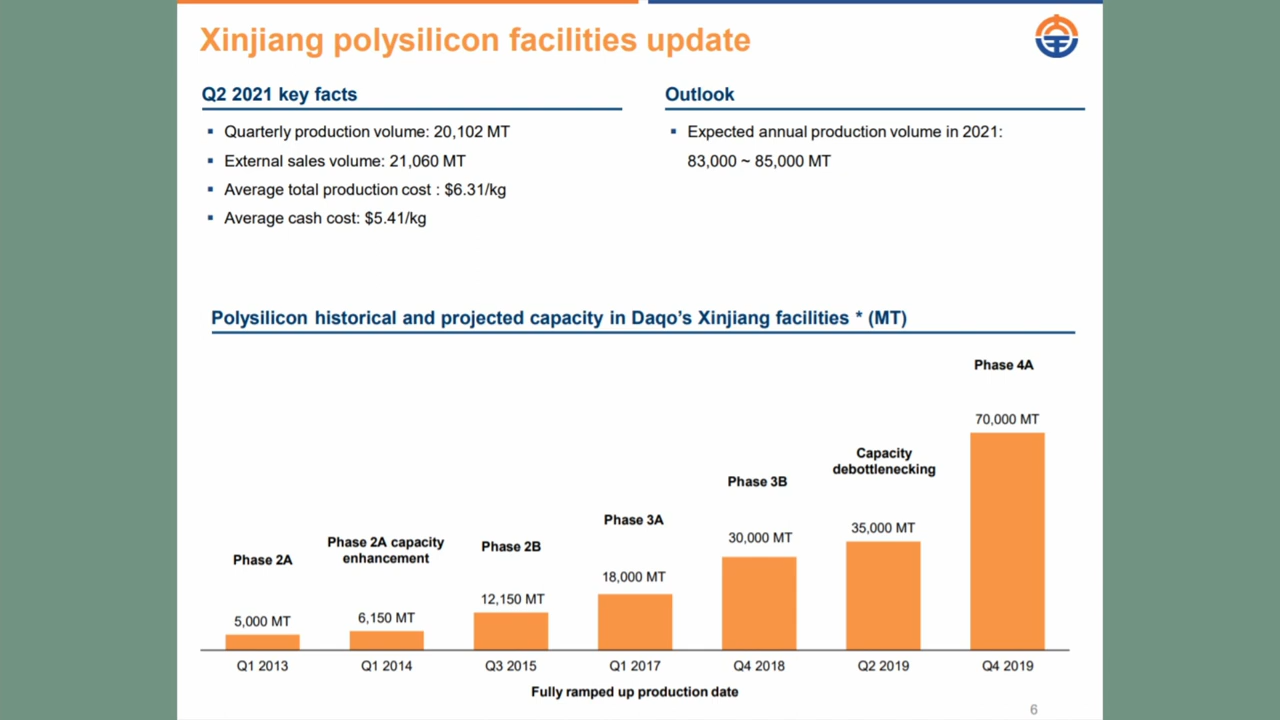 Xinjiang polysilicon facilities update
Q2 2021 key facts
▪ Quarterly production volume: 20,102 MT
▪ External sales volume: 21,060 MT
▪ Average total production cost : $6.31/kg
▪ Average cash cost: $5.41/kg
Outlook
▪ Expected annual production volume in 2021:
83,000 ~ 85,000 MT
Polysilicon historical and projected capacity in Daqo’s Xinjiang facilities * (MT)
Phase 2A
5,000 MT
Q1 2013
Phase 2A capacity
enhancement
6,150 MT
Q1 2014
Phase 2B
12,150 MT
Q3 2015
Phase 3A
18,000 MT
Q1 2017
Phase 3B
30,000 MT
Q4 2018
Capacity
debottlenecking
35,000 MT
Q2 2019
Phase 4A
70,000 MT
Q4 2019
Fully ramped up production date
6